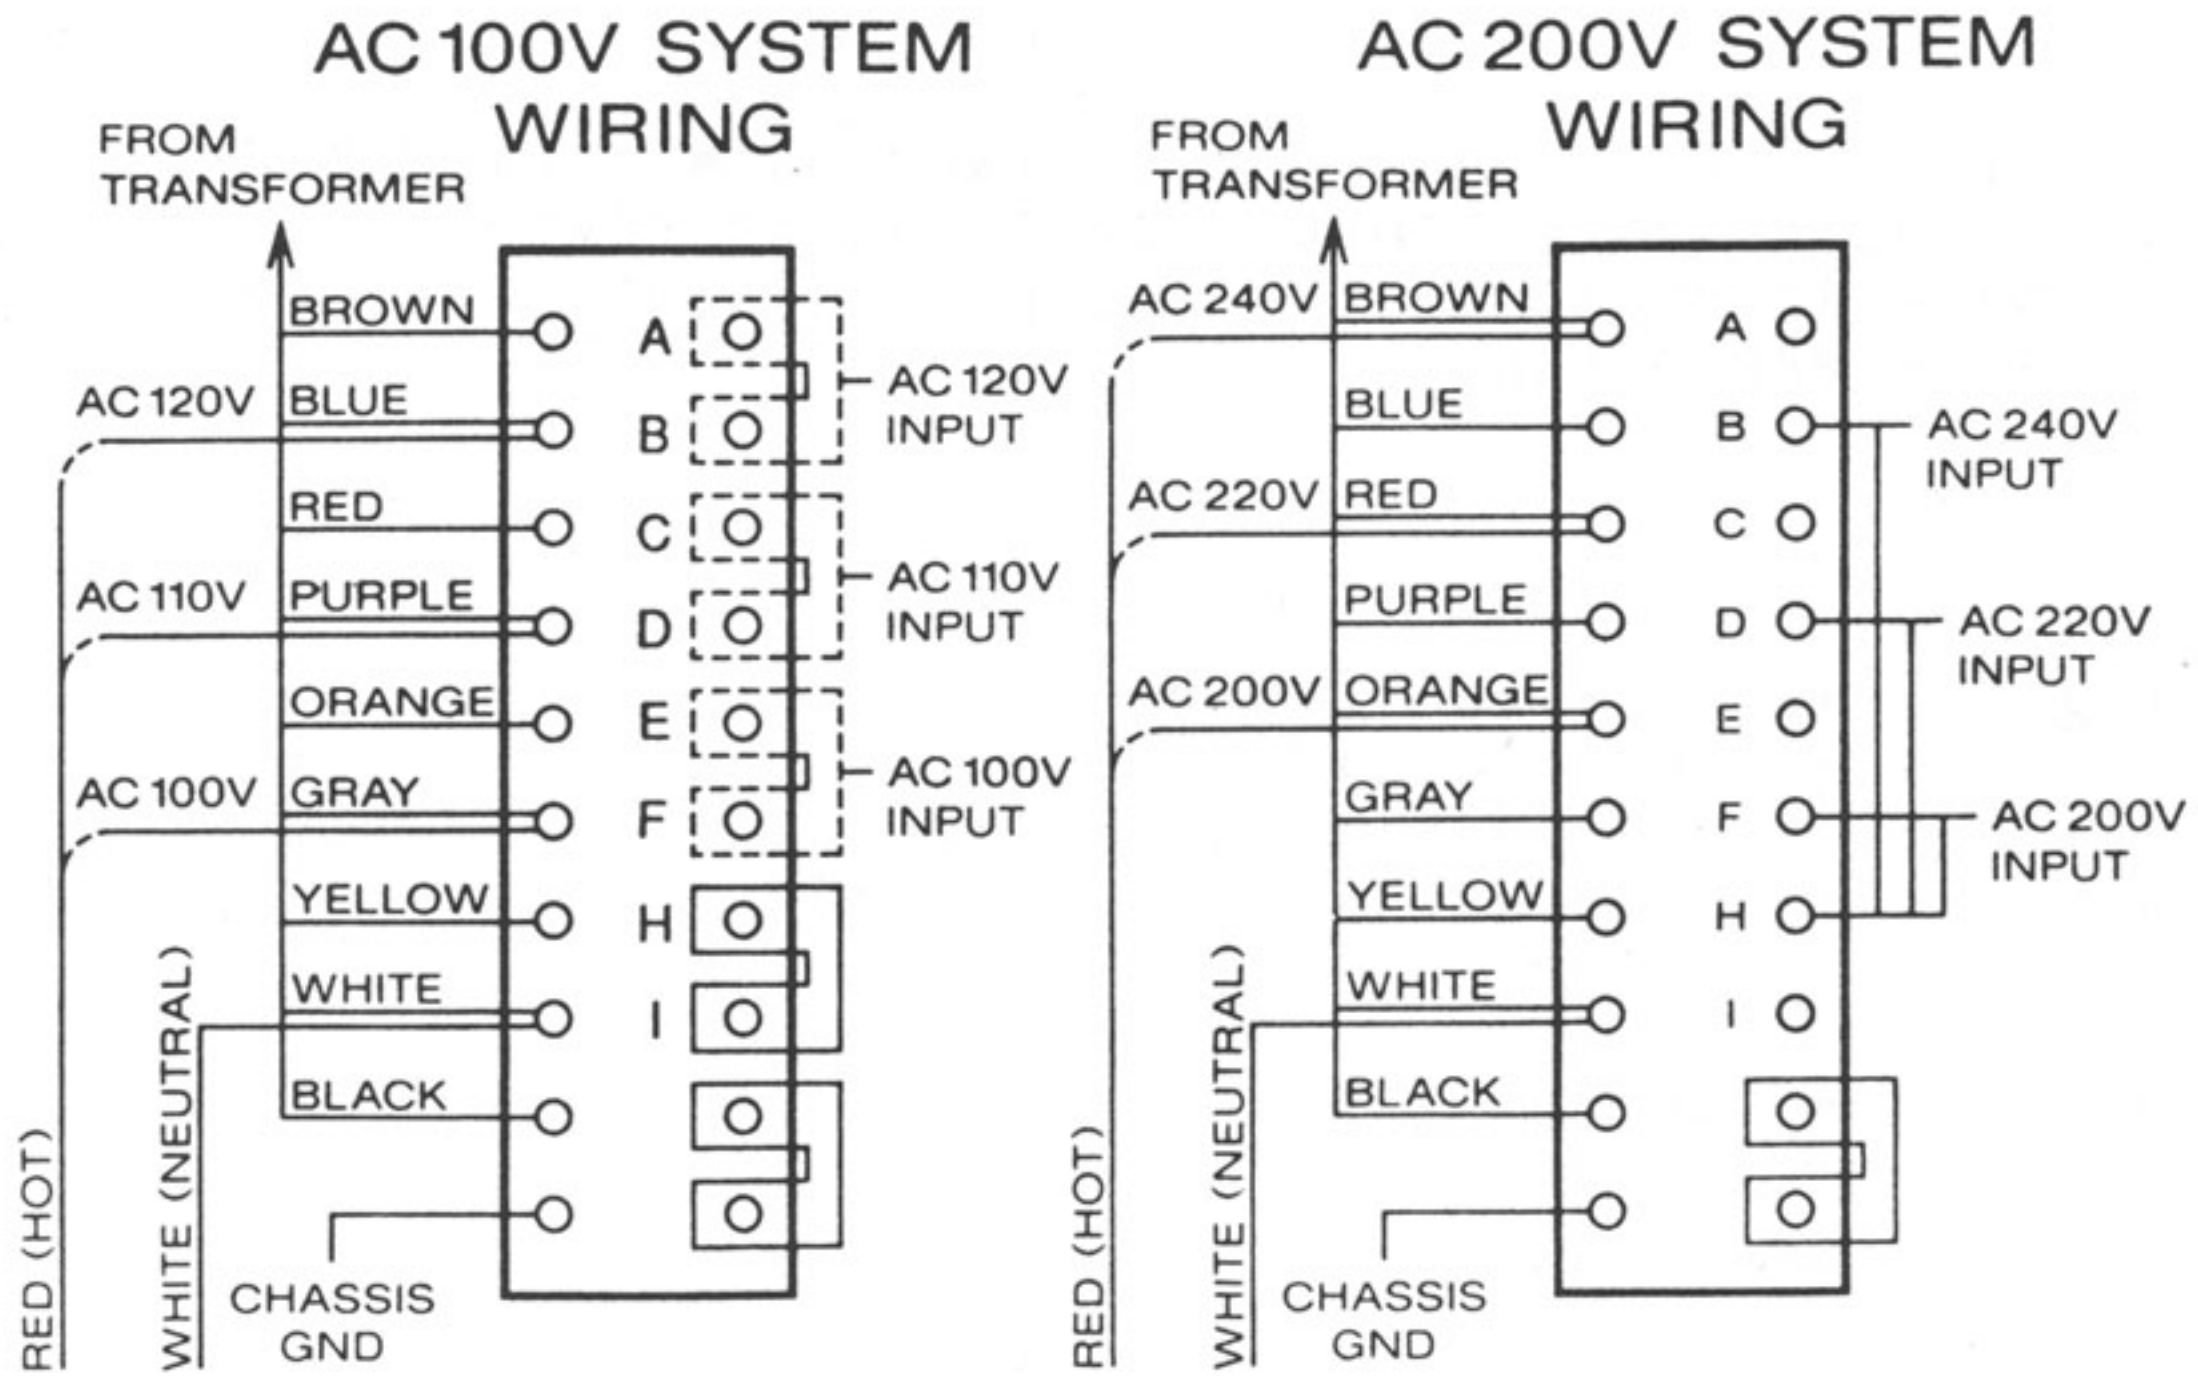 AC 100V SYSTEM
WIRING
FROM
TRANSFORMER
BROWN
AC 120V
BLUE
RED
AC 110V
PURPLE
ORANGE
AC 100V
GRAY
YELLOW
WHITE
BLACK
RED (HOT)
WHITE (NEUTRAL)
CHASSIS
GND
A
B
C
D
E
F
H
I
AC 120V
INPUT
AC 110V
INPUT
AC 100V
INPUT
AC 200V SYSTEM
WIRING
FROM
TRANSFORMER
AC 240V
BROWN
BLUE
AC 220V
RED
PURPLE
AC 200V
ORANGE
GRAY
YELLOW
WHITE
BLACK
RED (HOT)
WHITE (NEUTRAL)
CHASSIS
GND
A
B
C
D
E
F
H
I
AC 240V
INPUT
AC 220V
INPUT
AC 200V
INPUT